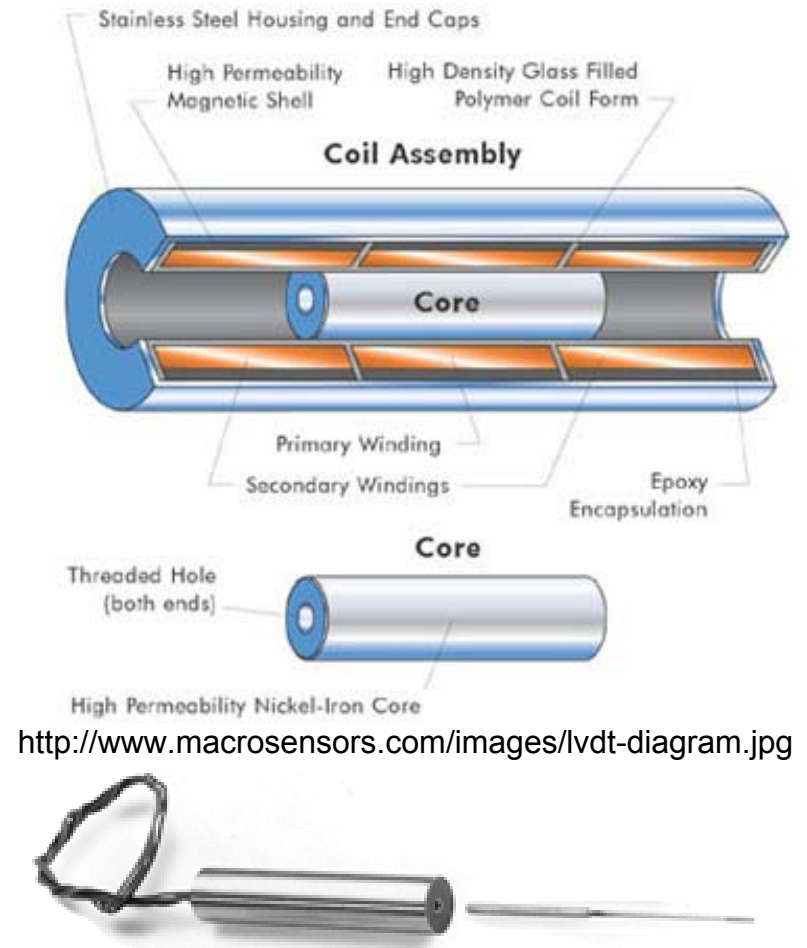 Stainless Steel Housing and End Caps
High Permeability
Magnetic Shell
High Density Glass Filled
Polymer Coil Form
Coil Assembly
Core
Primary Winding
Secondary Windings
Epoxy
Encapsulation
Core
Threaded Hole
(both ends)
High Permeability Nickel-Iron Core
http://www.macrosensors.com/images/lvdt-diagram.jpg